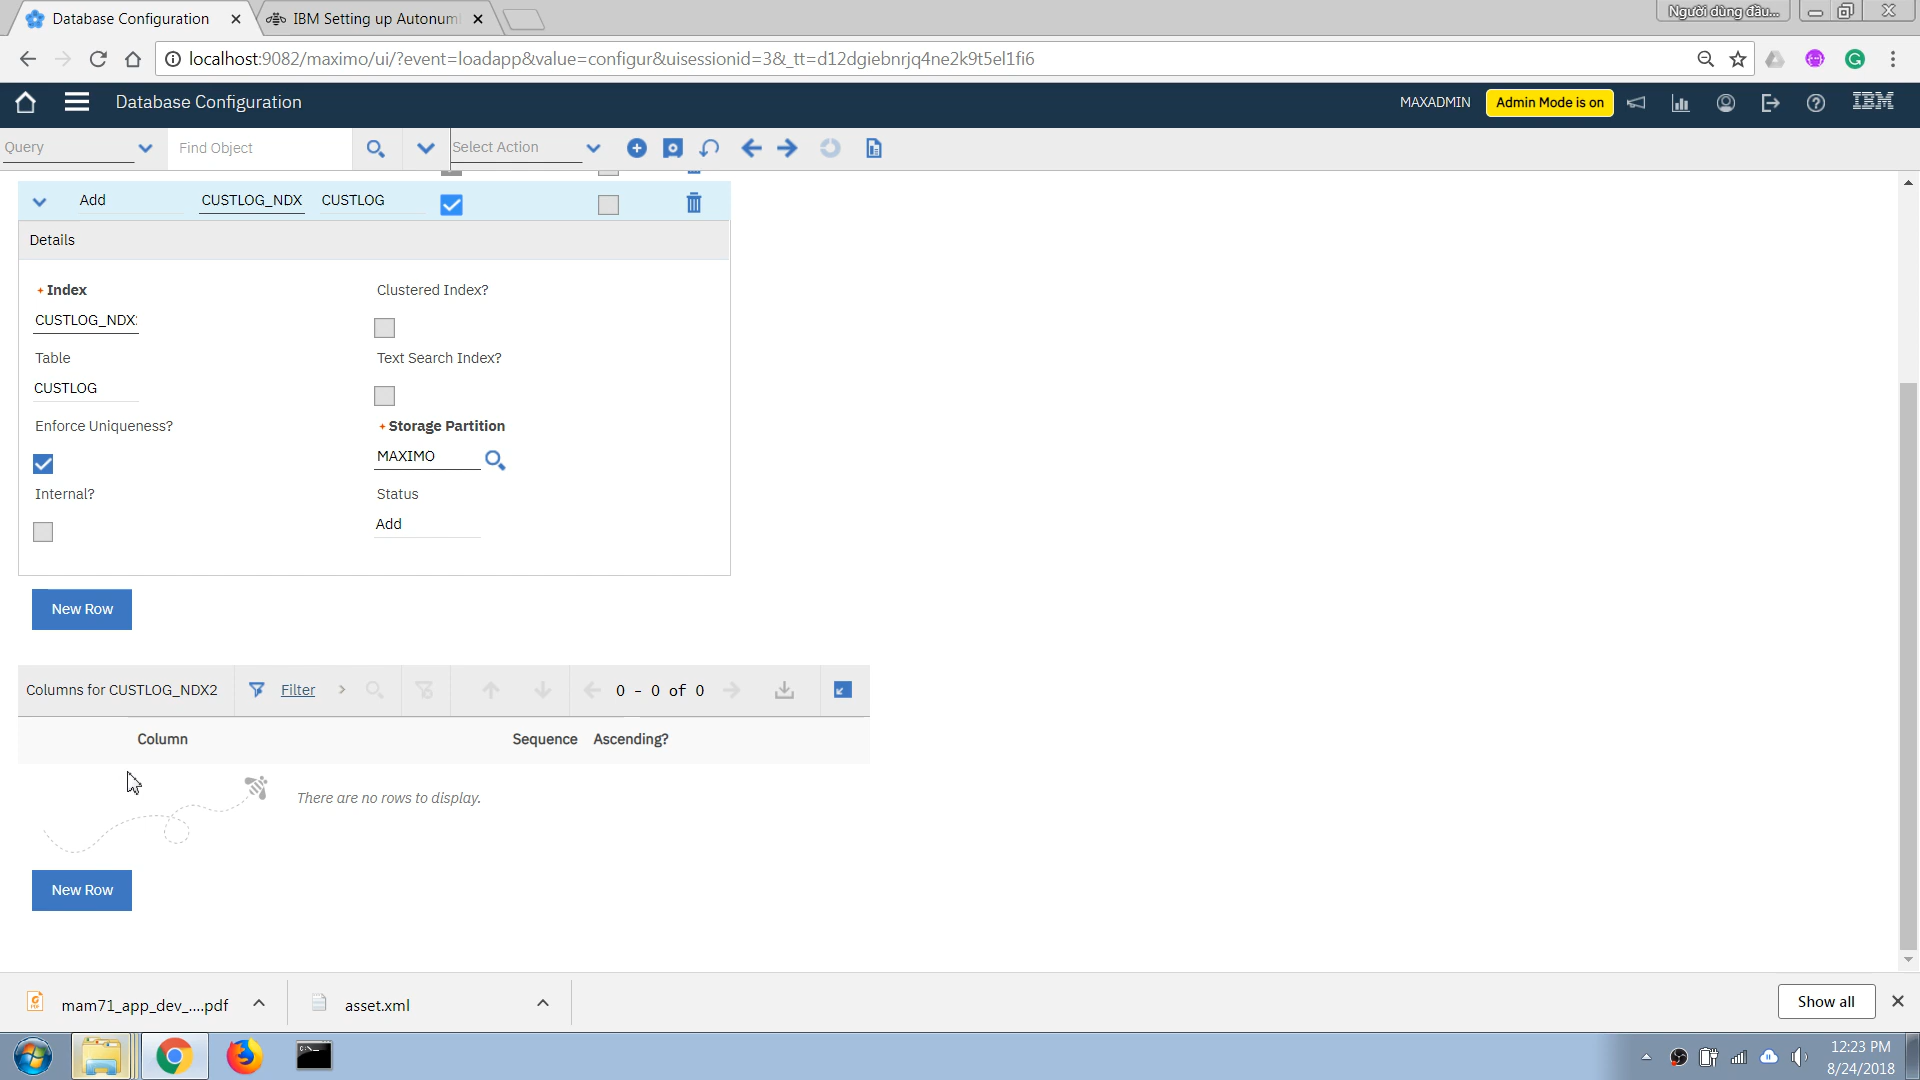 Database Configuration
IBM Setting up Autonum
Người dùng đầu...
localhost:9082/maximo/ui/?event=loadapp&value=configur&uisessionid=3&_tt=d12dgiebnrjq4ne2k9t5el1fi6
Database Configuration
MAXADMIN
Admin Mode is on
IBM
Query
Find Object
Select Action
Add CUSTLOG_NDX CUSTLOG
Details
Index
Clustered Index?
CUSTLOG_NDX
Table
Text Search Index?
CUSTLOG
Enforce Uniqueness?
Storage Partition
MAXIMO
Internal?
Status
Add
New Row
Columns for CUSTLOG_NDX2
Filter
0 - 0 of 0
Column Sequence Ascending?
There are no rows to display.
New Row
mam71_app_dev_....pdf
asset.xml
Show all
12:23 PM
8/24/2018